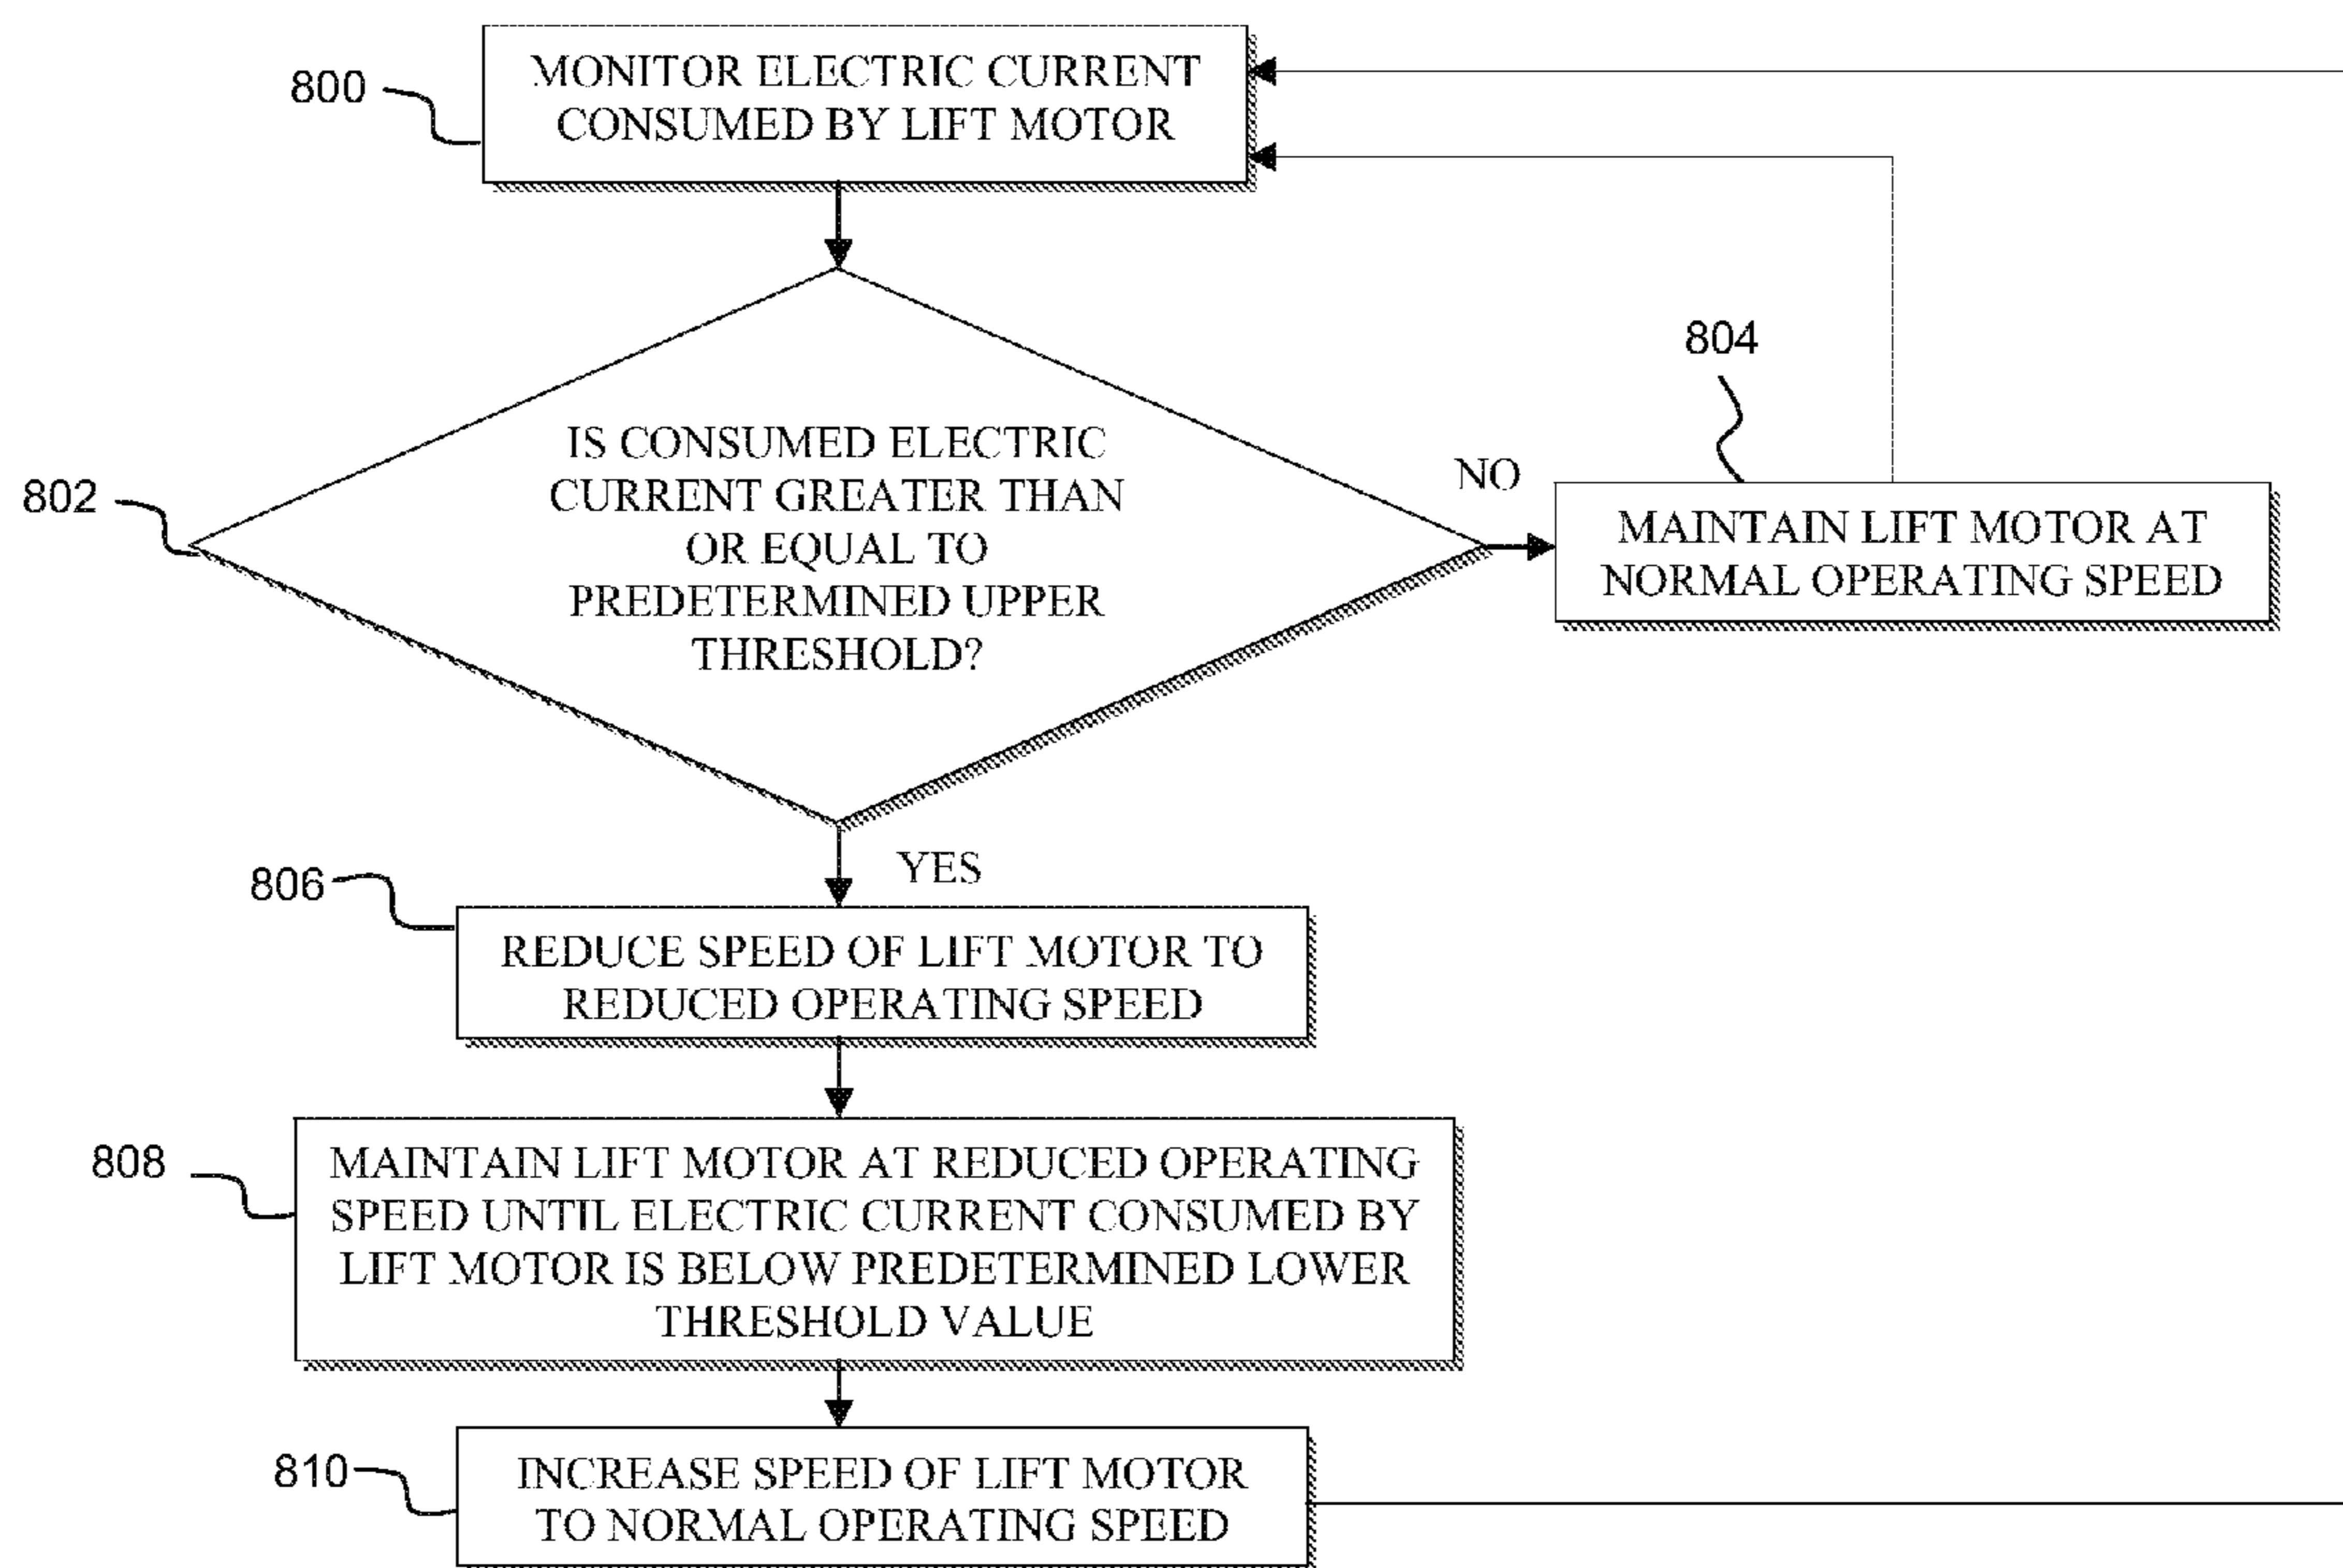 800
MONITOR ELECTRIC CURRENT
CONSUMED BY LIFT MOTOR
802
IS CONSUMED ELECTRIC
CURRENT GREATER THAN
OR EQUAL TO
PREDETERMINED UPPER
THRESHOLD?
NO
804
MAINTAIN LIFT MOTOR AT
NORMAL OPERATING SPEED
YES
806
REDUCE SPEED OF LIFT MOTOR TO
REDUCED OPERATING SPEED
808
MAINTAIN LIFT MOTOR AT REDUCED OPERATING
SPEED UNTIL ELECTRIC CURRENT CONSUMED BY
LIFT MOTOR IS BELOW PREDETERMINED LOWER
THRESHOLD VALUE
810
INCREASE SPEED OF LIFT MOTOR
TO NORMAL OPERATING SPEED